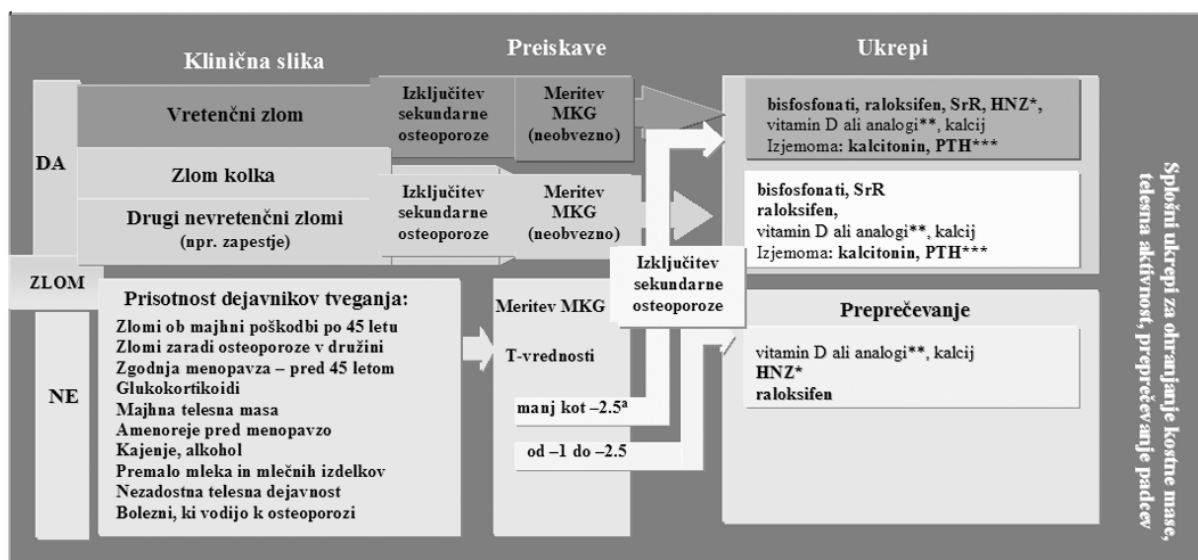 Klinična slika
Preiskave
Ukrepi
DA
Vretenčni zlom
Izključitev
sekundarne
osteoporoze
Meritev
MKG
(neobvezno)
bisfosfonati, raloksifen, SrR, HNZ*,
vitamin D ali analogi**, kalcij
Izjemoma: kalcitonin, PTH***
Zlom kolka
Drugi nevretenčni zlomi
(npr. zapestje)
Izključitev
sekundarne
osteoporoze
Meritev
MKG
(neobvezno)
bisfosfonati, SrR
raloksifen,
vitamin D ali analogi**, kalcij
Izjemoma: kalcitonin, PTH***
ZLOM
NE
Prisotnost dejavnikov tveganja:
Zlomi ob majhni poškodbi po 45 letu
Zlomi zaradi osteoporoze v družini
Zgodnja menopavza – pred 45 letom
Glukokortikoidi
Majhna telesna masa
Amenoreje pred menopavzo
Kajenje, alkohol
Premalo mleka in mlečnih izdelkov
Nezadostna telesna dejavnost
Bolezni, ki vodijo k osteoporozi
Meritev MKG
T-vrednosti
manj kot –2.5ª
od –1 do –2.5
Izključitev
sekundarne
osteoporoze
Preprečevanje
vitamin D ali analogi**, kalcij
HNZ*
raloksifen
Splošni ukrepi za ohranjanje kostne mase,
telesna aktivnost, preprečevanje padcev